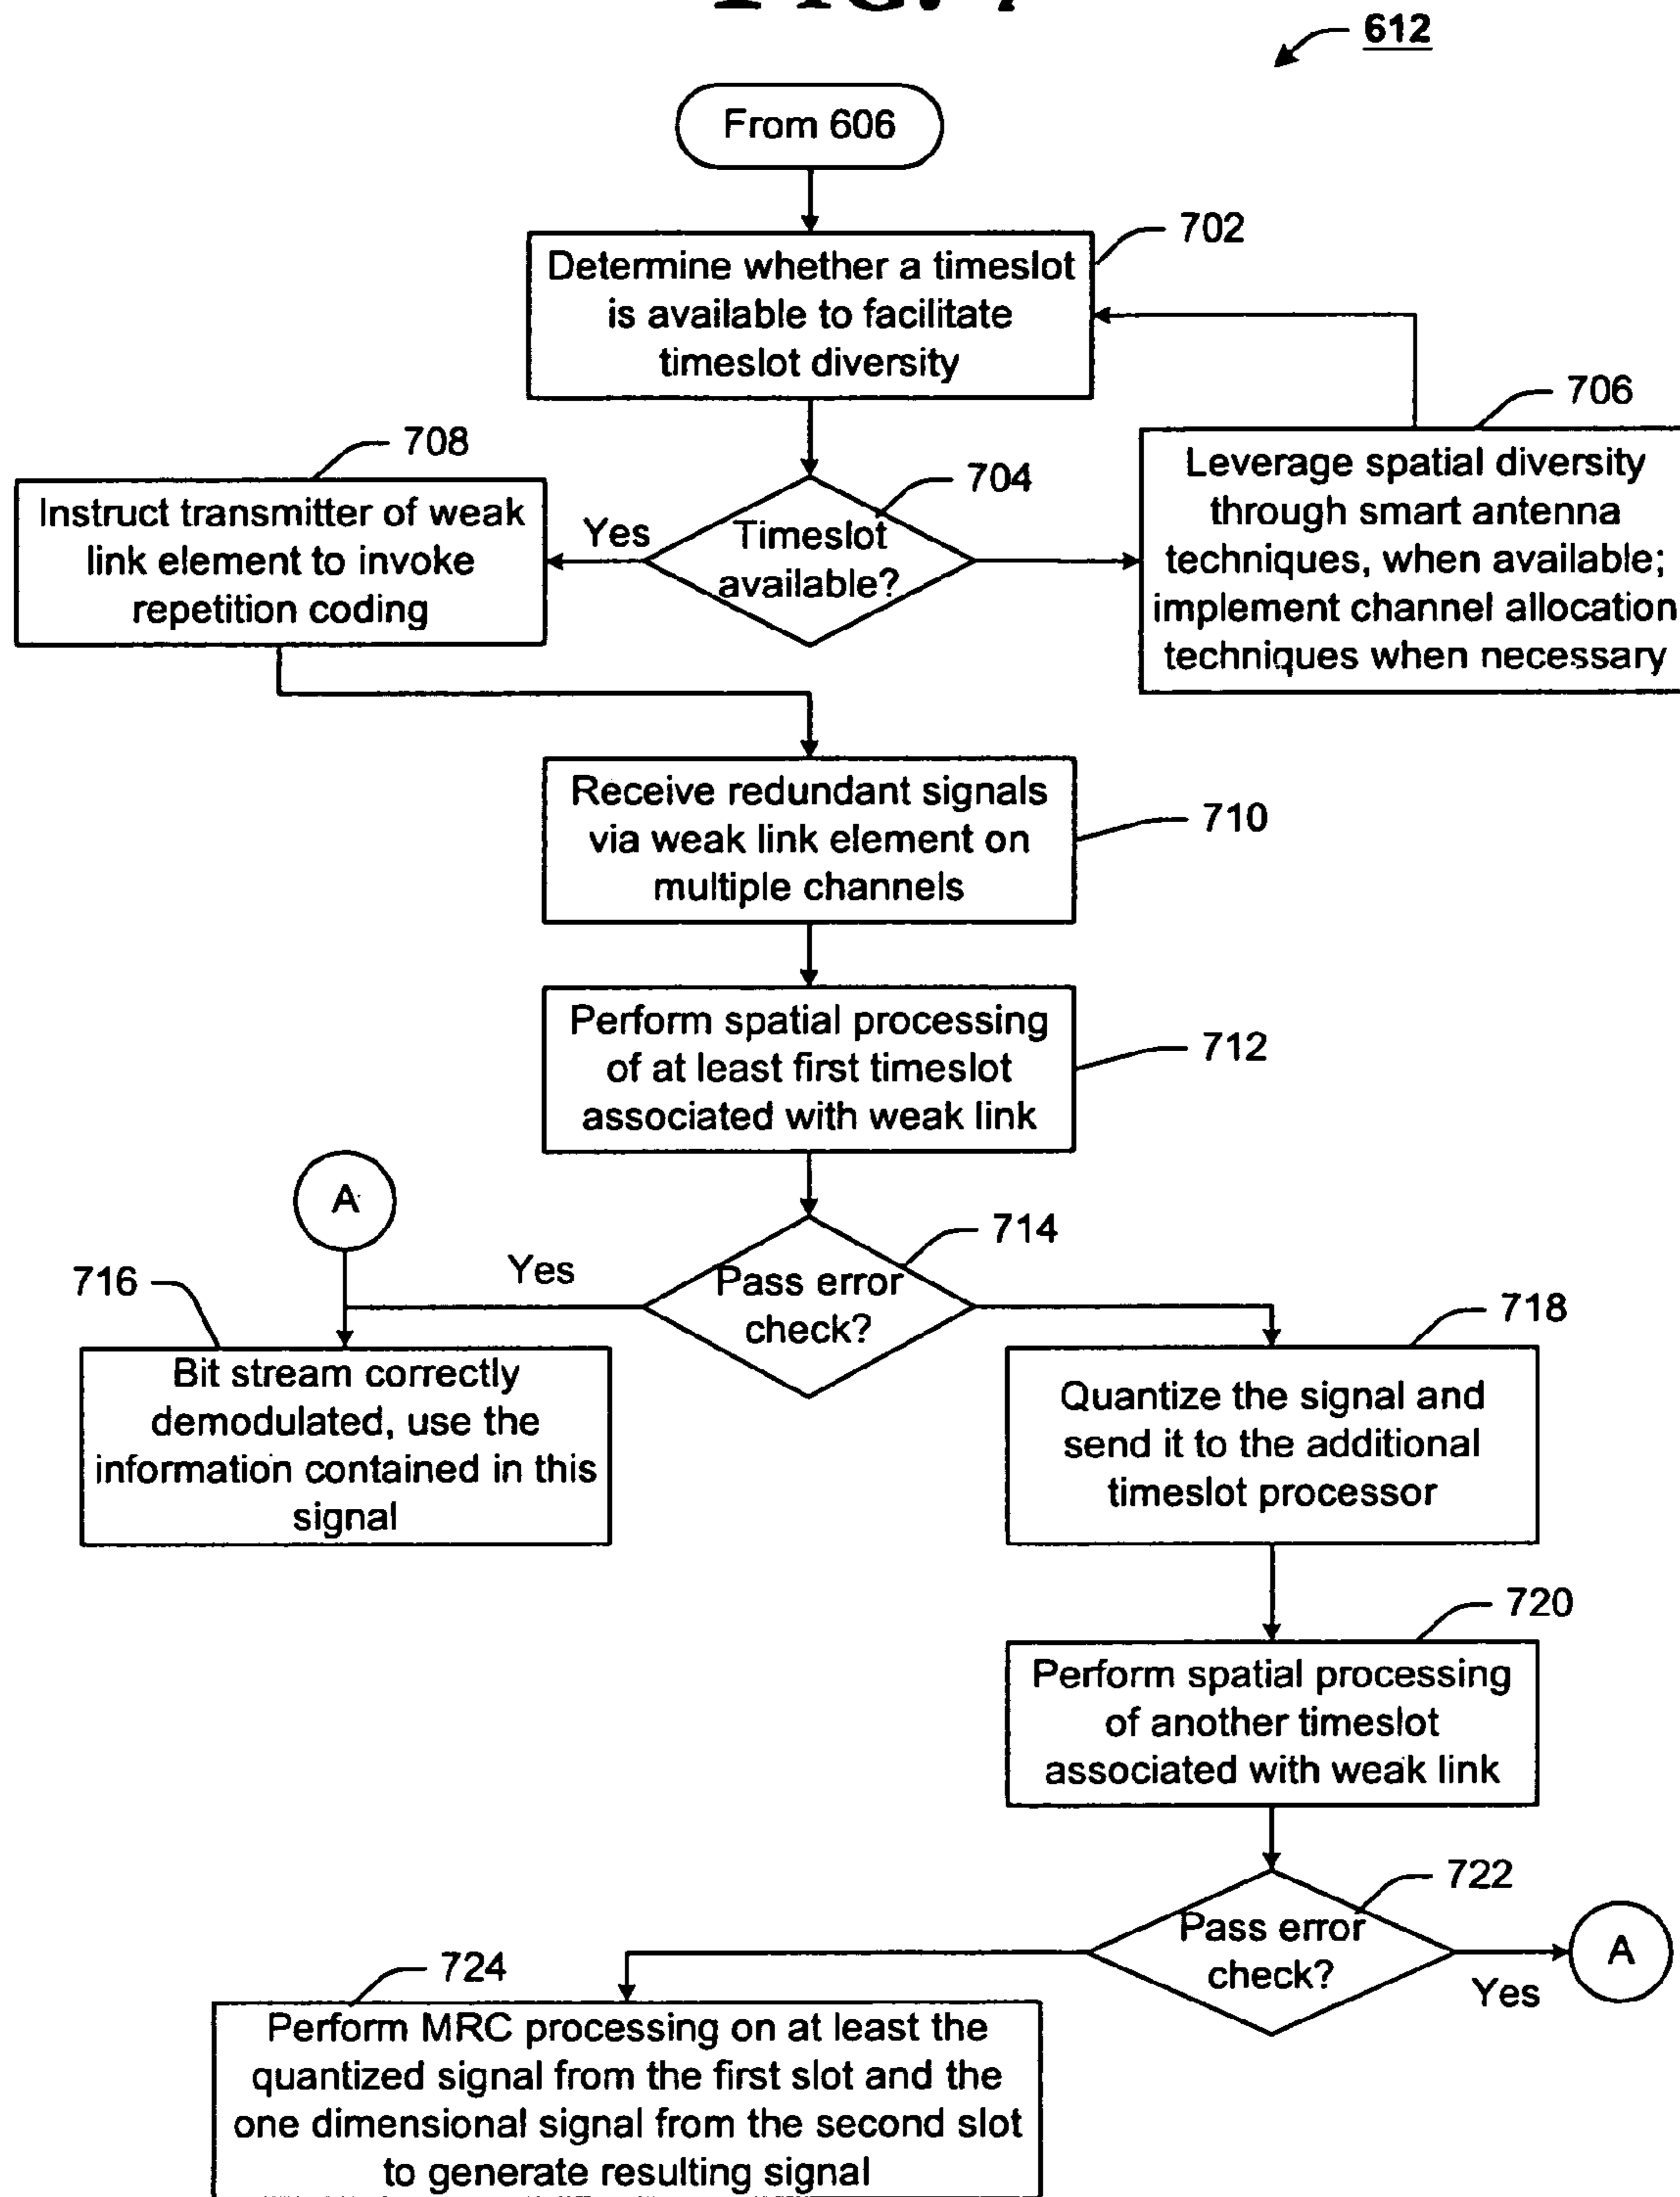 FIG. 7
612
From 606
702
Determine whether a timeslot
is available to facilitate
timeslot diversity
706
Leverage spatial diversity
through smart antenna
techniques, when available;
implement channel allocation
techniques when necessary
708
Instruct transmitter of weak
link element to invoke
repetition coding
Yes
704
Timeslot
available?
Receive redundant signals
via weak link element on
multiple channels
710
Perform spatial processing
of at least first timeslot
associated with weak link
712
A
714
Pass error
check?
Yes
716
Bit stream correctly
demodulated, use the
information contained in this
signal
718
Quantize the signal and
send it to the additional
timeslot processor
720
Perform spatial processing
of another timeslot
associated with weak link
722
Pass error
check?
Yes
A
724
Perform MRC processing on at least the
quantized signal from the first slot and the
one dimensional signal from the second slot
to generate resulting signal